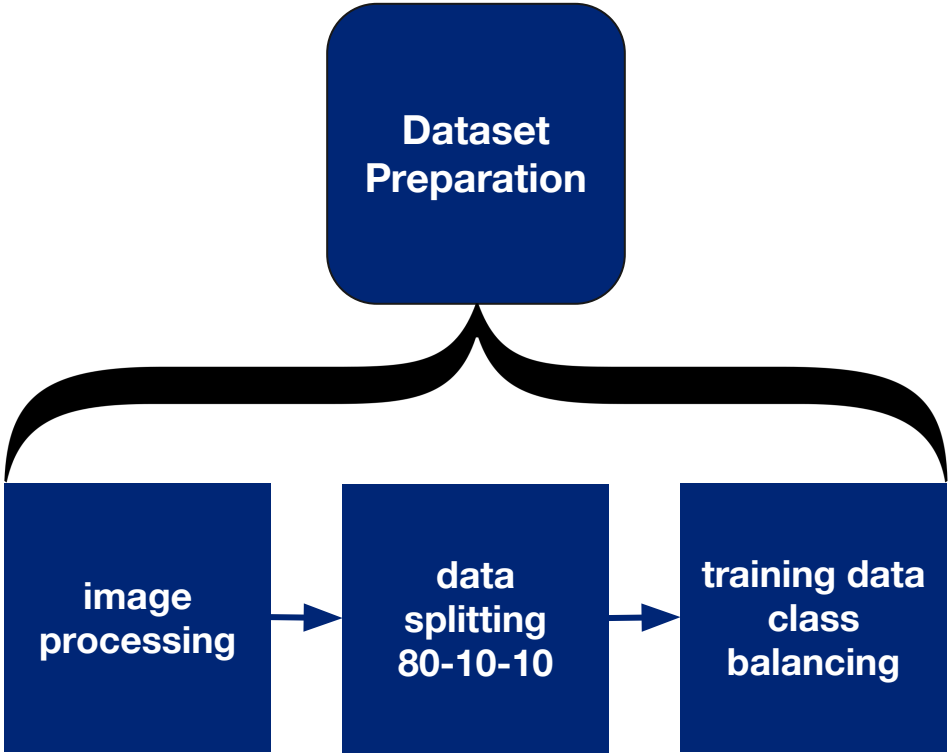 Dataset
Preparation
image
processing
data
splitting
80-10-10
training data
class
balancing